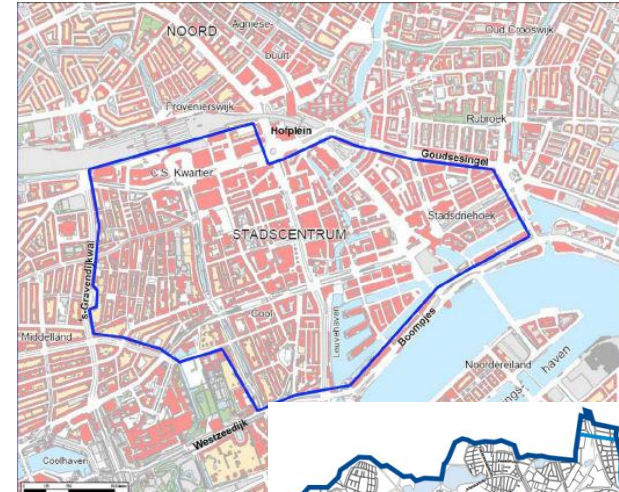 NOORD
Agniese-
buurt
Oud Crooswijk
Provenierswijk
Hofplein
Rubroek
Goudsesingel
C.S. Kwartier
Stadsdriehoek
STADSCENTRUM
's-Gravendijkwal
Cool
Middelland
Leuvehaven
Boompjes
Noordereiland
haven
Westzeedijk
Coolhaven